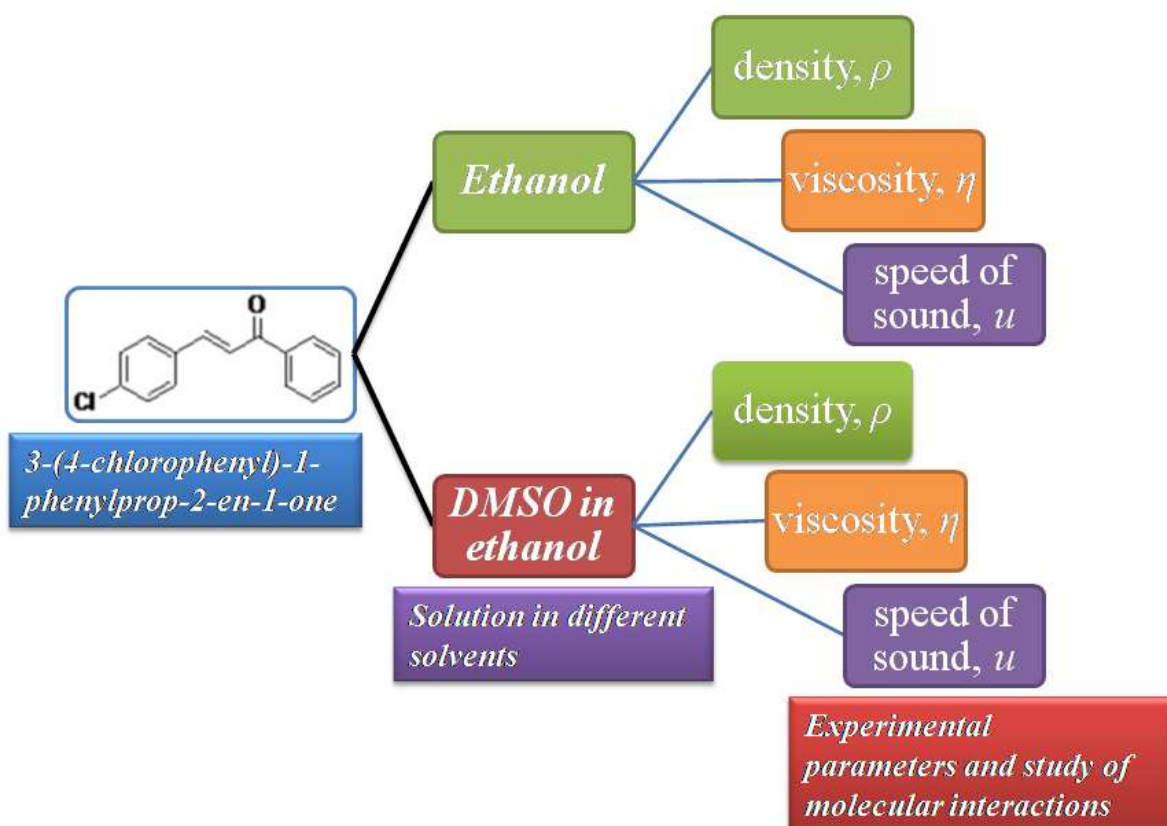 density, ρ
Ethanol
viscosity, η
speed of
sound, u
O
Cl
3-(4-chlorophenyl)-1-
phenylprop-2-en-1-one
density, ρ
DMSO in
ethanol
viscosity, η
Solution in different
solvents
speed of
sound, u
Experimental
parameters and study of
molecular interactions